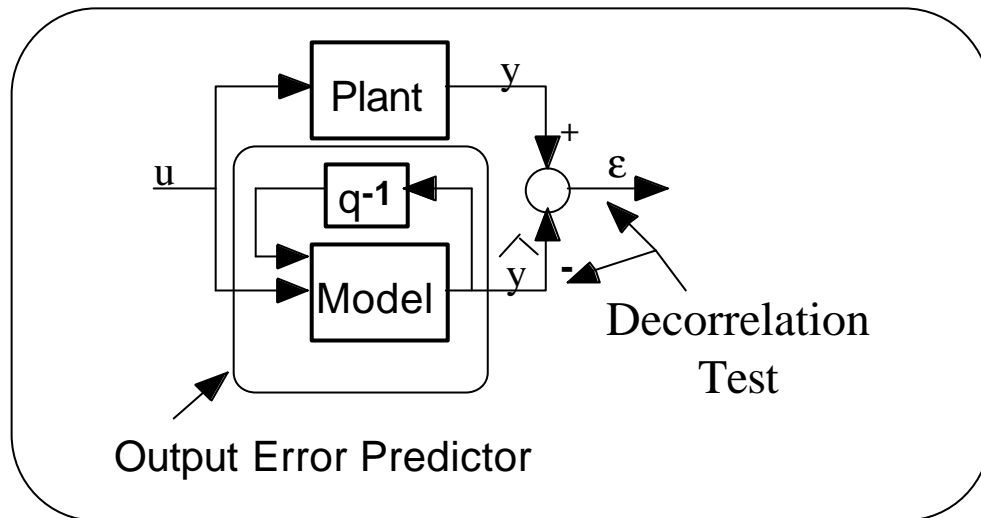 y
Plant
+
u
ε
q-1
ŷ
-
Model
Decorrelation
Test
Output Error Predictor